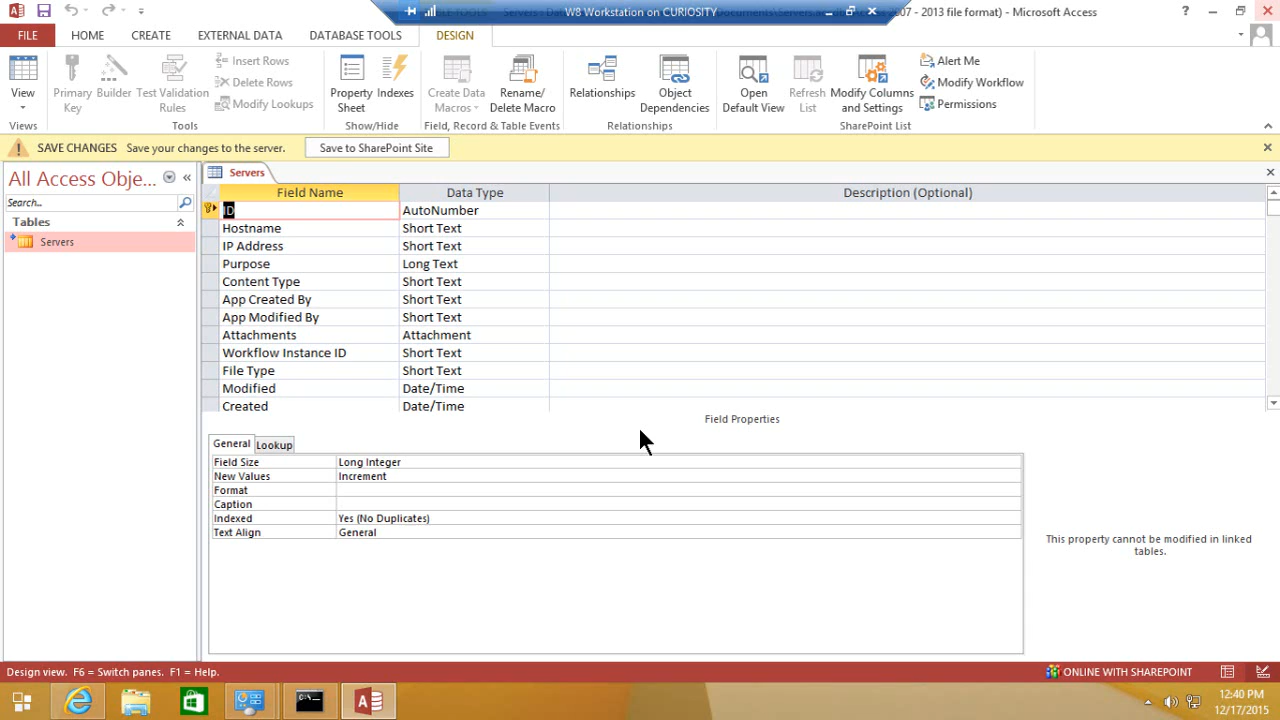 Servers : Da
W8 Workstation on CURIOSITY
Documents\Servers.
2007 - 2013 file format) - Microsoft Access
?
FILE HOME CREATE EXTERNAL DATA DATABASE TOOLS DESIGN
View
Primary Key
Builder
Test Validation Rules
Insert Rows
Delete Rows
Modify Lookups
Property Sheet
Indexes
Create Data Macros
Rename/ Delete Macro
Relationships
Object Dependencies
Open Default View
Refresh List
Modify Columns and Settings
Alert Me
Modify Workflow
Permissions
Views Tools Show/Hide Field, Record & Table Events Relationships SharePoint List
SAVE CHANGES Save your changes to the server. Save to SharePoint Site
All Access Obje...
Search...
Tables
Servers
Servers
Field Name Data Type Description (Optional)
ID AutoNumber
Hostname Short Text
IP Address Short Text
Purpose Long Text
Content Type Short Text
App Created By Short Text
App Modified By Short Text
Attachments Attachment
Workflow Instance ID Short Text
File Type Short Text
Modified Date/Time
Created Date/Time
Field Properties
General Lookup
Field Size Long Integer
New Values Increment
Format
Caption
Indexed Yes (No Duplicates)
Text Align General
This property cannot be modified in linked
tables.
Design view. F6 = Switch panes. F1 = Help. ONLINE WITH SHAREPOINT
12:40 PM
12/17/2015